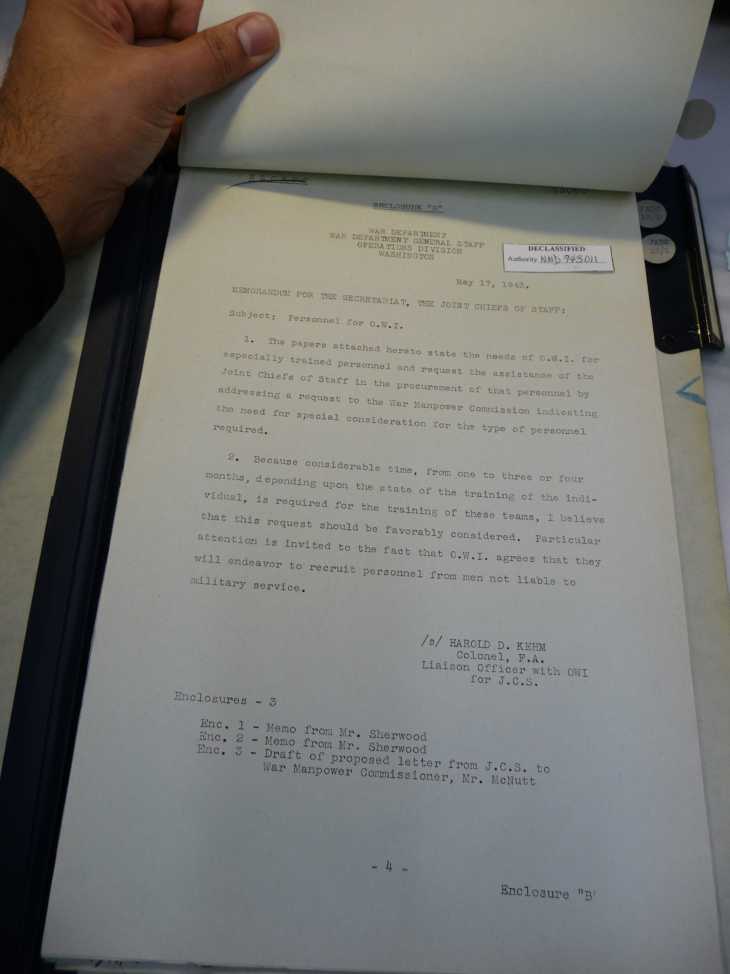 SECRET
ENCLOSURE "B"
WAR DEPARTMENT
WAR DEPARTMENT GENERAL STAFF
OPERATIONS DIVISION
WASHINGTON
DECLASSIFIED
Authority NND 745011
May 17, 1943.
MEMORANDUM FOR THE SECRETARIAT, THE JOINT CHIEFS OF STAFF:
Subject: Personnel for O.W.I.
1. The papers attached hereto state the needs of O.W.I. for
especially trained personnel and request the assistance of the
Joint Chiefs of Staff in the procurement of that personnel by
addressing a request to the War Manpower Commission indicating
the need for special consideration for the type of personnel
required.
2. Because considerable time, from one to three or four
months, depending upon the state of the training of the indi-
vidual, is required for the training of these teams, I believe
that this request should be favorably considered. Particular
attention is invited to the fact that O.W.I. agrees that they
will endeavor to recruit personnel from men not liable to
military service.
/s/ HAROLD D. KEHM
Colonel, F.A.
Liaison Officer with OWI
for J.C.S.
Enclosures - 3
Enc. 1 - Memo from Mr. Sherwood
Enc. 2 - Memo from Mr. Sherwood
Enc. 3 - Draft of proposed letter from J.C.S. to
War Manpower Commissioner, Mr. McNutt
- 4 -
Enclosure "B"